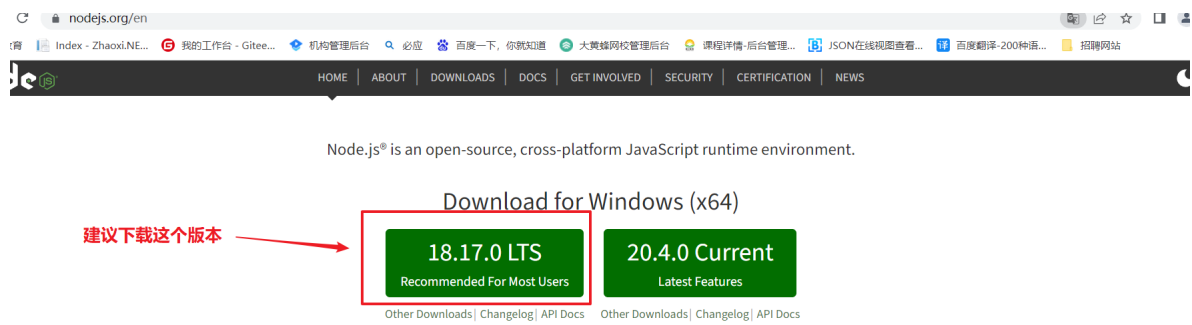 nodejs.org/en
Index - Zhaoxi.NE... 我的工作台 - Gitee... 机构管理后台 必应 百度一下，你就知道 大黄蜂网校管理后台 课程详情-后台管理... JSON在线视图查看... 百度翻译-200种语... 招聘网站
HOME | ABOUT | DOWNLOADS | DOCS | GET INVOLVED | SECURITY | CERTIFICATION | NEWS
Node.js® is an open-source, cross-platform JavaScript runtime environment.
Download for Windows (x64)
建议下载这个版本
18.17.0 LTS 20.4.0 Current
Recommended For Most Users Latest Features
Other Downloads | Changelog | API Docs Other Downloads | Changelog | API Docs